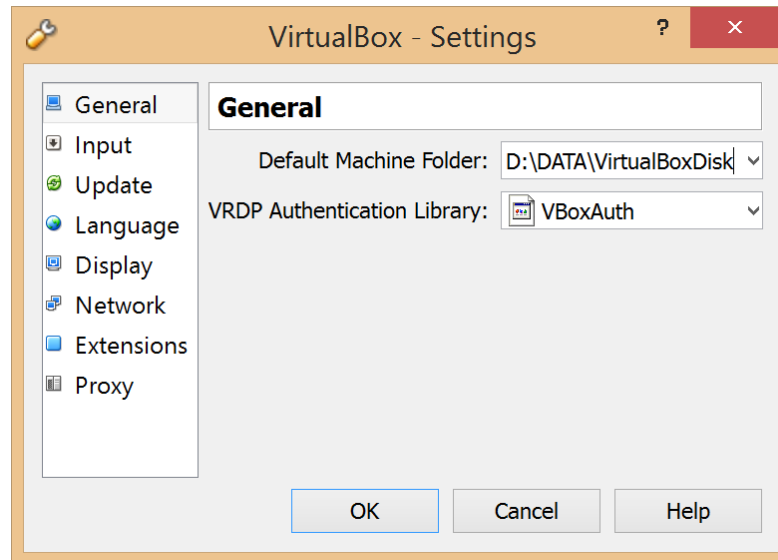 VirtualBox - Settings
?
General
Input
Update
Language
Display
Network
Extensions
Proxy
General
Default Machine Folder: D:\DATA\VirtualBoxDisk
VRDP Authentication Library: VBoxAuth
OK Cancel Help